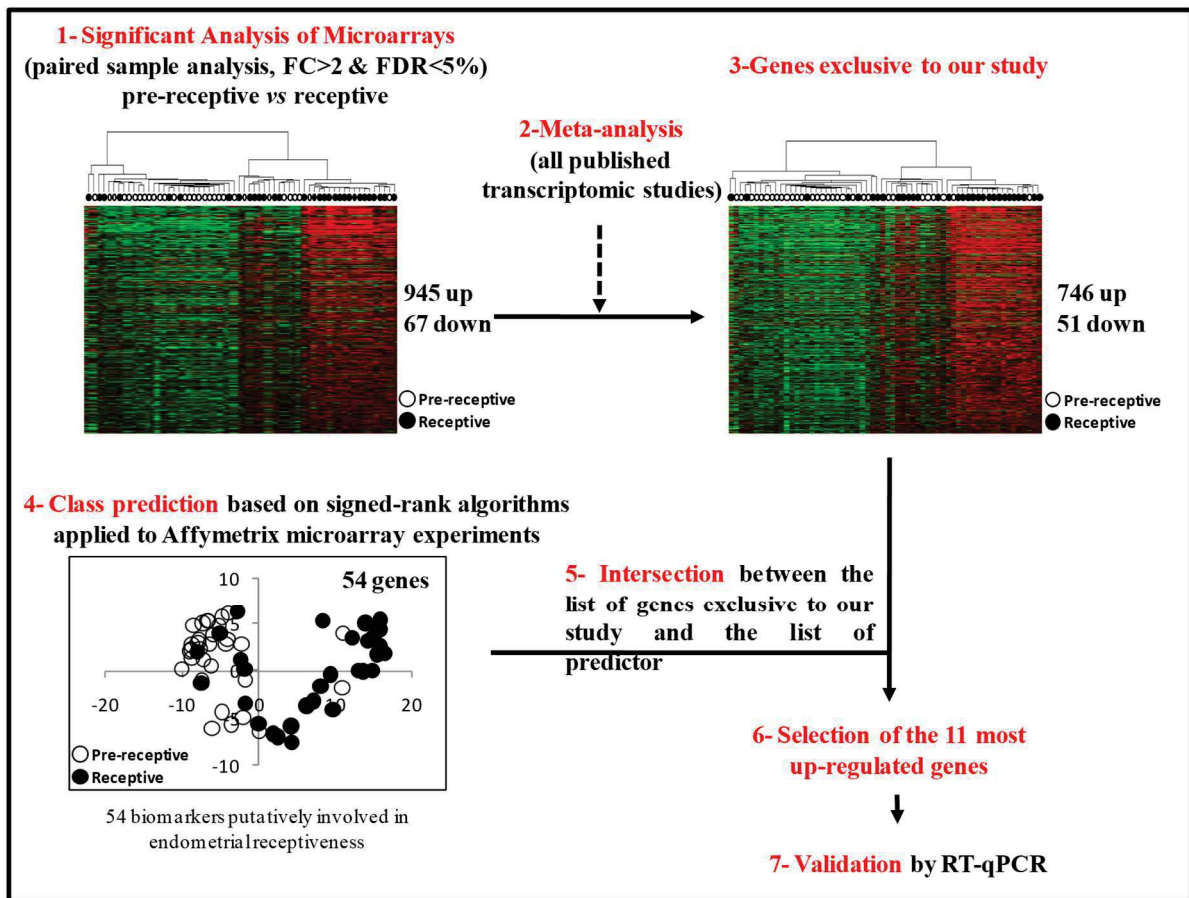 1- Significant Analysis of Microarrays
(paired sample analysis, FC>2 & FDR<5%)
pre-receptive vs receptive
2-Meta-analysis
(all published
transcriptomic studies)
3-Genes exclusive to our study
945 up
67 down
Pre-receptive
Receptive
746 up
51 down
Pre-receptive
Receptive
4- Class prediction based on signed-rank algorithms
applied to Affymetrix microarray experiments
54 genes
10
5
0
-5
-10
-20
-10
0
10
20
Pre-receptive
Receptive
54 biomarkers putatively involved in
endometrial receptiveness
5- Intersection between the
list of genes exclusive to our
study and the list of
predictor
6- Selection of the 11 most
up-regulated genes
7- Validation by RT-qPCR